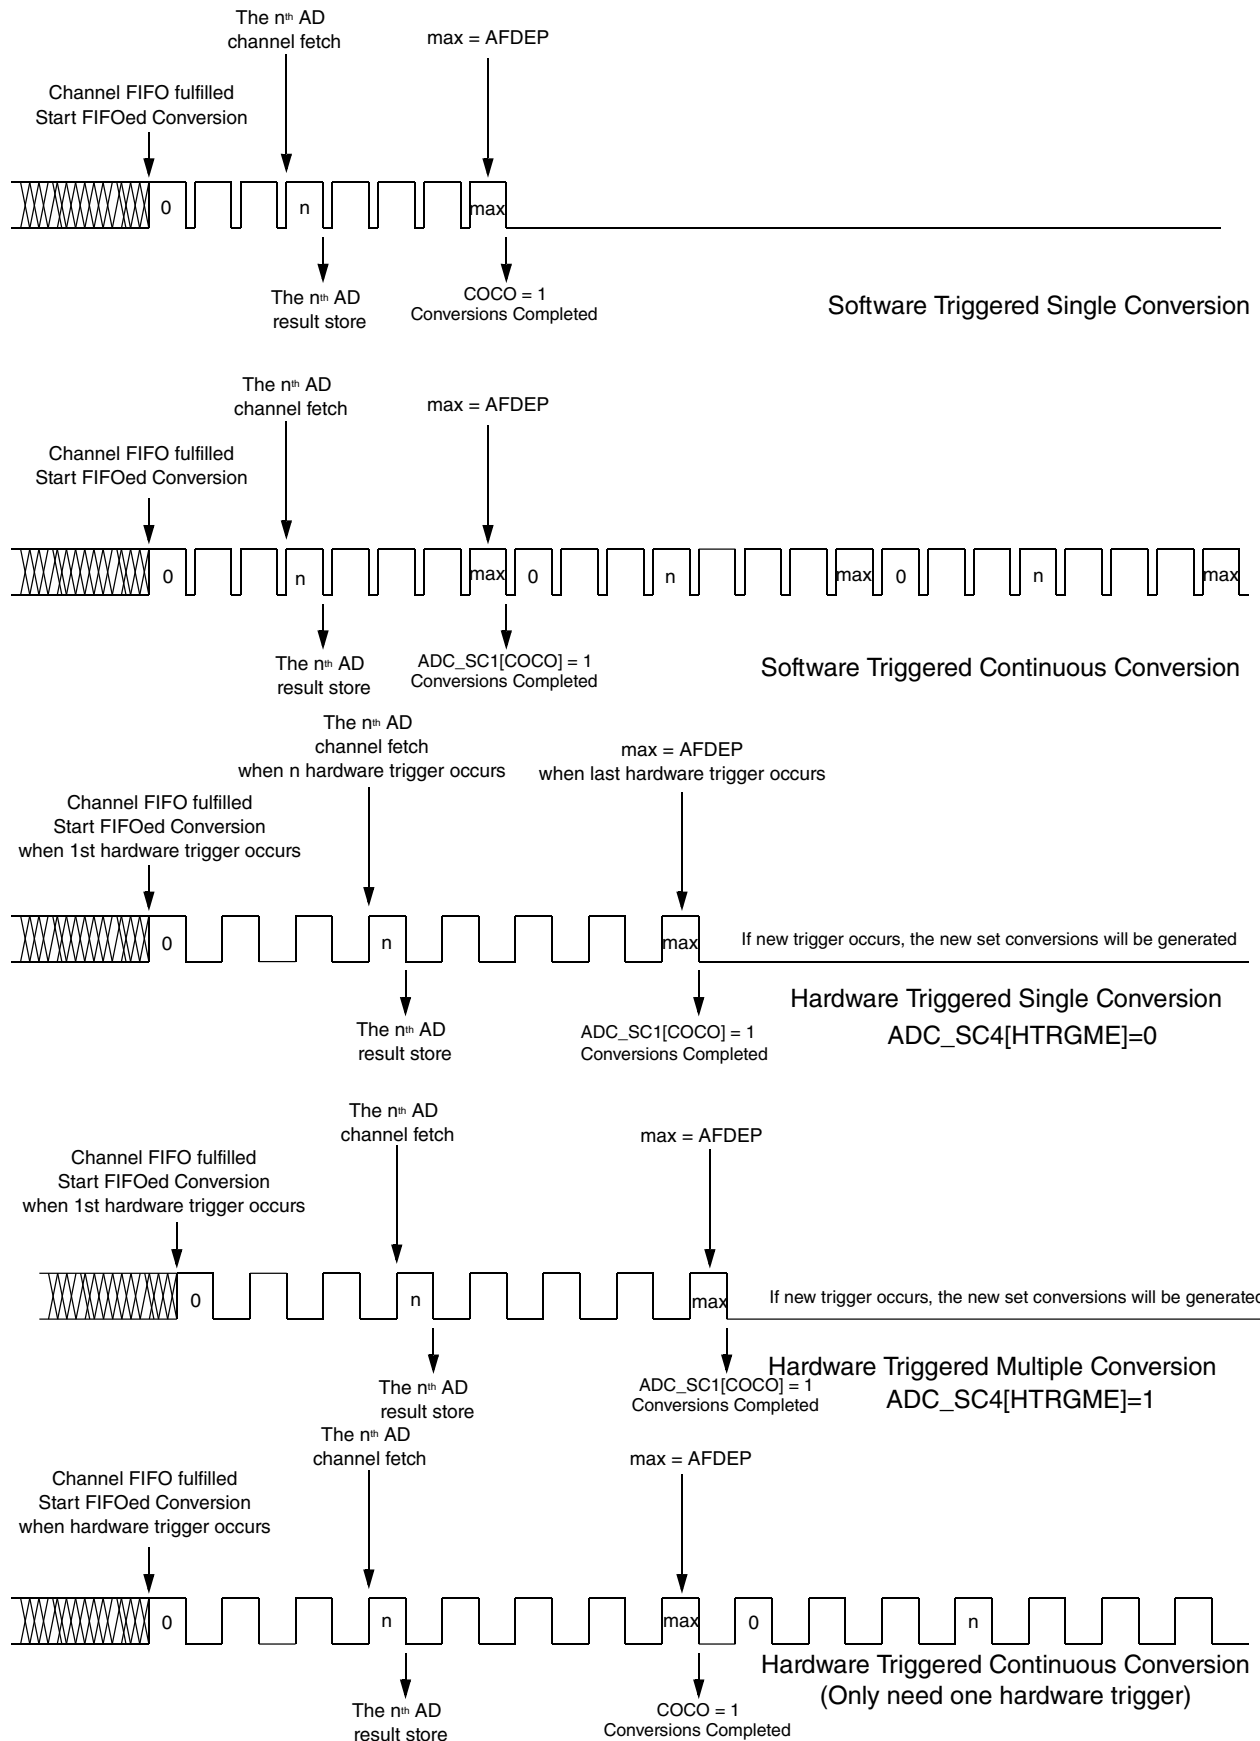 The nth AD
channel fetch
max = AFDEP
Channel FIFO fulfilled
Start FIFOed Conversion
0
n
max
The nth AD
result store
COCO = 1
Conversions Completed
Software Triggered Single Conversion
The nth AD
channel fetch
max = AFDEP
Channel FIFO fulfilled
Start FIFOed Conversion
0
n
max
0
n
max
0
n
max
The nth AD
result store
ADC_SC1[COCO] = 1
Conversions Completed
Software Triggered Continuous Conversion
The nth AD
channel fetch
when n hardware trigger occurs
max = AFDEP
when last hardware trigger occurs
Channel FIFO fulfilled
Start FIFOed Conversion
when 1st hardware trigger occurs
0
n
max
If new trigger occurs, the new set conversions will be generated
The nth AD
result store
ADC_SC1[COCO] = 1
Conversions Completed
Hardware Triggered Single Conversion
ADC_SC4[HTRGME]=0
The nth AD
channel fetch
max = AFDEP
Channel FIFO fulfilled
Start FIFOed Conversion
when 1st hardware trigger occurs
0
n
max
If new trigger occurs, the new set conversions will be generated
The nth AD
result store
ADC_SC1[COCO] = 1
Conversions Completed
Hardware Triggered Multiple Conversion
ADC_SC4[HTRGME]=1
The nth AD
channel fetch
max = AFDEP
Channel FIFO fulfilled
Start FIFOed Conversion
when hardware trigger occurs
0
n
max
0
n
The nth AD
result store
COCO = 1
Conversions Completed
Hardware Triggered Continuous Conversion
(Only need one hardware trigger)